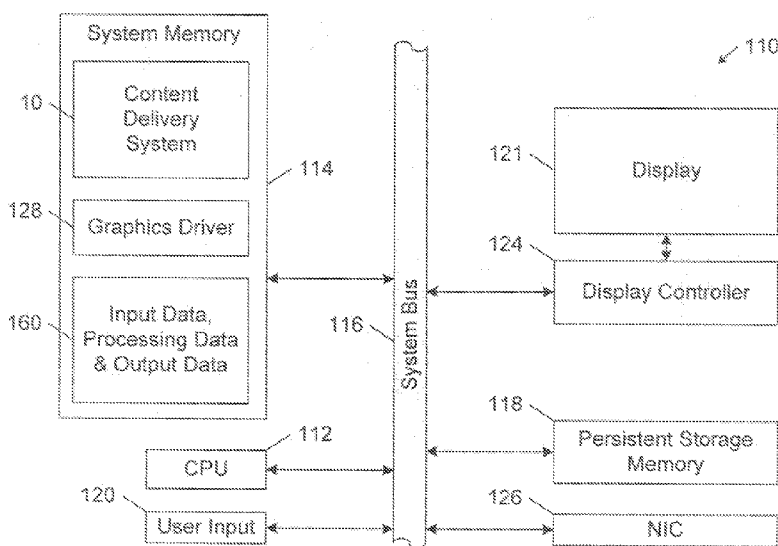 System Memory
10
Content
Delivery
System
114
128
Graphics Driver
160
Input Data,
Processing Data
& Output Data
112
CPU
120
User Input
116
System Bus
110
121
Display
124
Display Controller
118
Persistent Storage
Memory
126
NIC